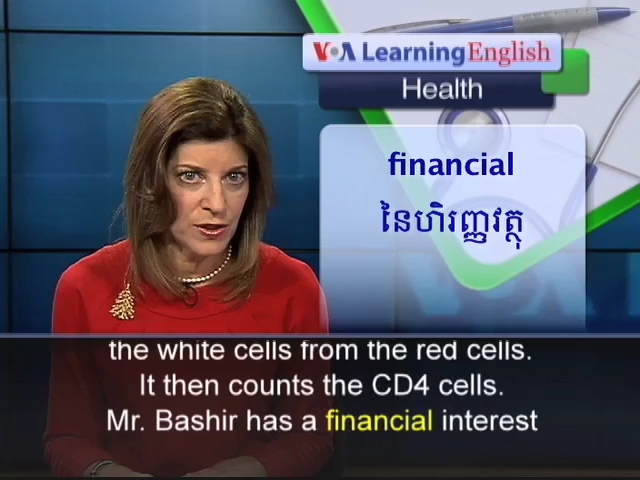 VOA Learning English
Health
financial
នៃហិរញ្ញវត្ថុ
the white cells from the red cells.
It then counts the CD4 cells.
Mr. Bashir has a financial interest